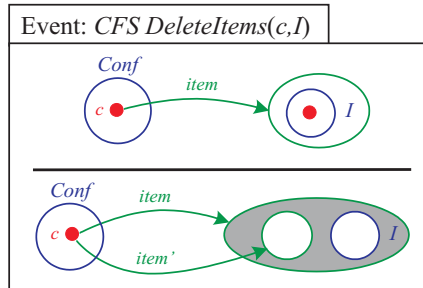 Event: CFS DeleteItems(c,I)
Conf
item
c
I
Conf
item
c
I
item’